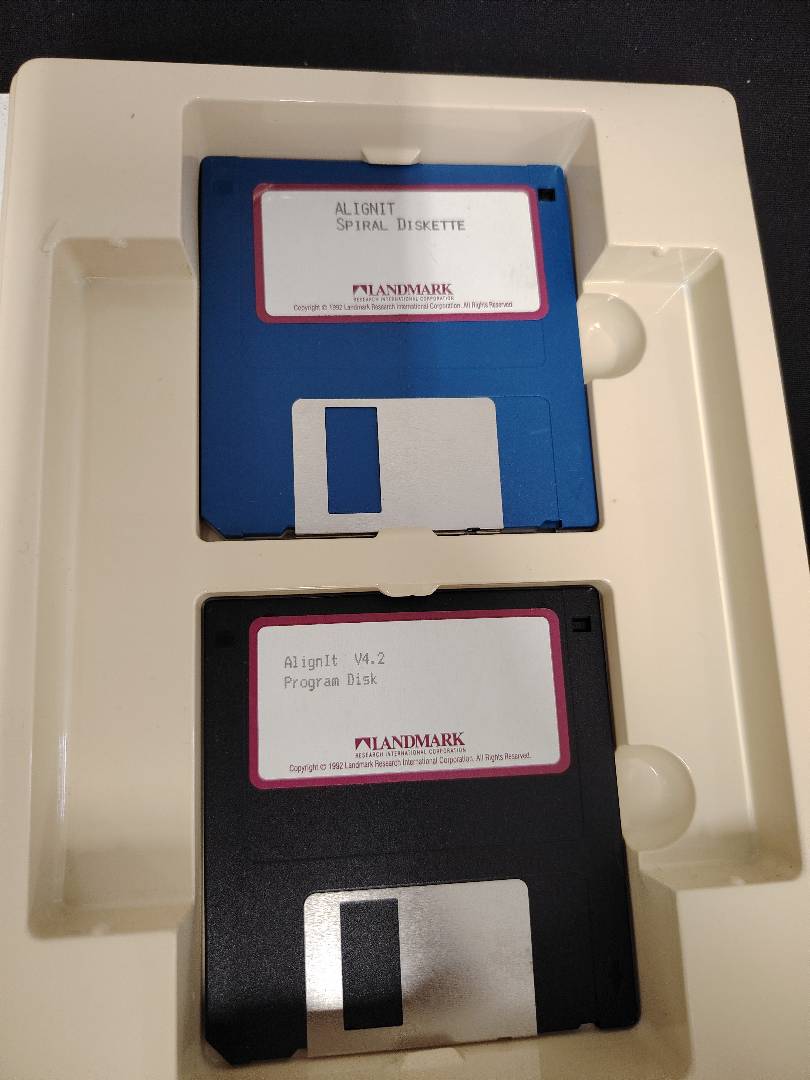 ALIGNIT
SPIRAL DISKETTE
LANDMARK
RESEARCH INTERNATIONAL CORPORATION
Copyright © 1992 Landmark Research International Corporation. All Rights Reserved.
AlignIt V4.2
Program Disk
LANDMARK
RESEARCH INTERNATIONAL CORPORATION
Copyright © 1992 Landmark Research International Corporation. All Rights Reserved.